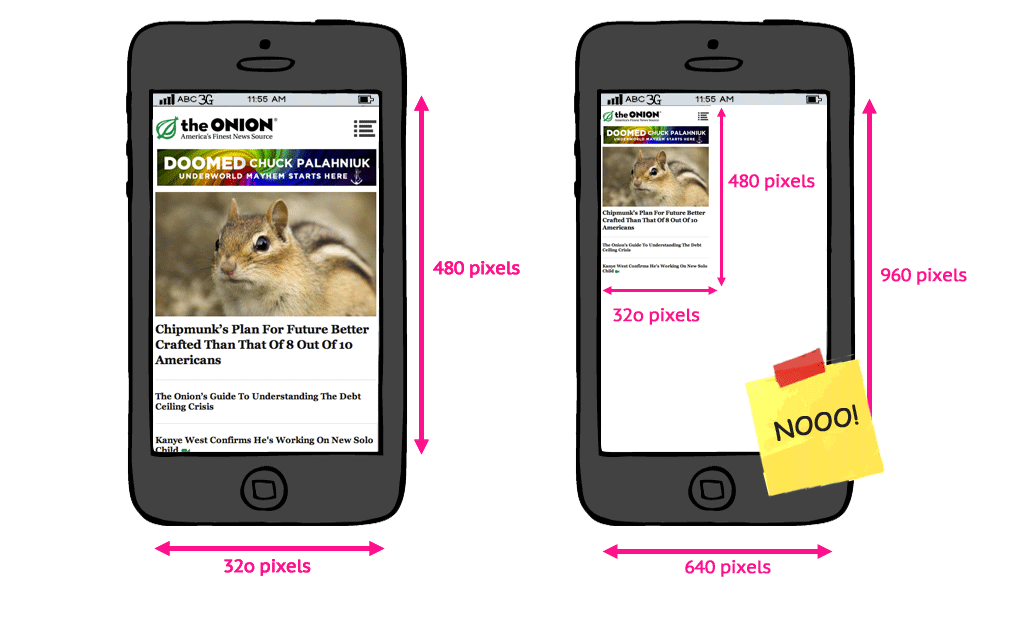 ABC 3G 11:55 AM
the ONION®
America's Finest News Source
DOOMED CHUCK PALAHNIUK
UNDERWORLD MAYHEM STARTS HERE
Chipmunk's Plan For Future Better
Crafted Than That Of 8 Out Of 10
Americans
The Onion's Guide To Understanding The Debt
Ceiling Crisis
Kanye West Confirms He's Working On New Solo
Child
480 pixels
320 pixels
ABC 3G 11:55 AM
the ONION®
America's Finest News Source
DOOMED CHUCK PALAHNIUK
UNDERWORLD MAYHEM STARTS HERE
Chipmunk's Plan For Future Better
Crafted Than That Of 8 Out Of 10
Americans
The Onion's Guide To Understanding The Debt
Ceiling Crisis
Kanye West Confirms He's Working On New Solo
Child
480 pixels
320 pixels
960 pixels
NOOO!
640 pixels